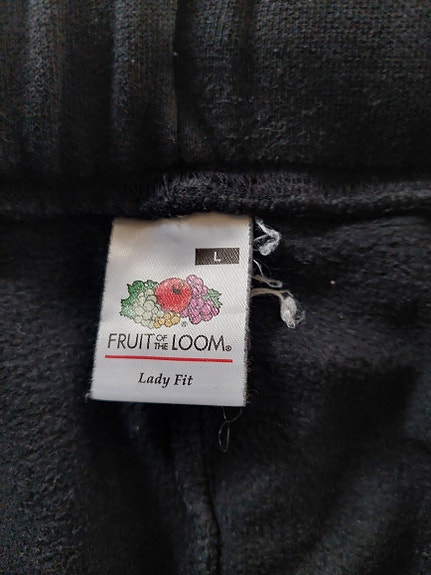 L
FRUIT OF THE LOOM®
Lady Fit